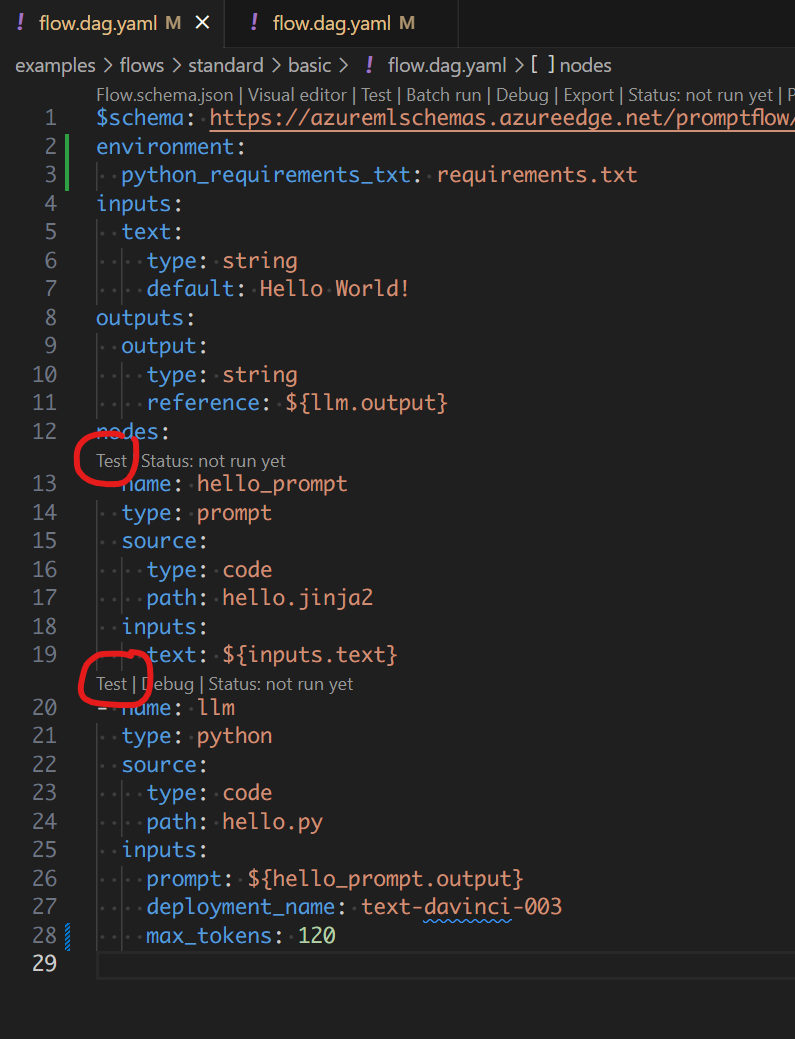 ! flow.dag.yaml M × ! flow.dag.yaml M
examples > flows > standard > basic > ! flow.dag.yaml > [ ] nodes
Flow.schema.json | Visual editor | Test | Batch run | Debug | Export | Status: not run yet | P
1 $schema: https://azuremlschemas.azureedge.net/promptflow/
2 environment:
3   python_requirements_txt: requirements.txt
4 inputs:
5   text:
6     type: string
7     default: Hello World!
8 outputs:
9   output:
10     type: string
11     reference: ${llm.output}
12 nodes:
Test | Status: not run yet
13   name: hello_prompt
14   type: prompt
15   source:
16     type: code
17     path: hello.jinja2
18   inputs:
19     text: ${inputs.text}
Test | Debug | Status: not run yet
20 - name: llm
21   type: python
22   source:
23     type: code
24     path: hello.py
25   inputs:
26     prompt: ${hello_prompt.output}
27     deployment_name: text-davinci-003
28     max_tokens: 120
29